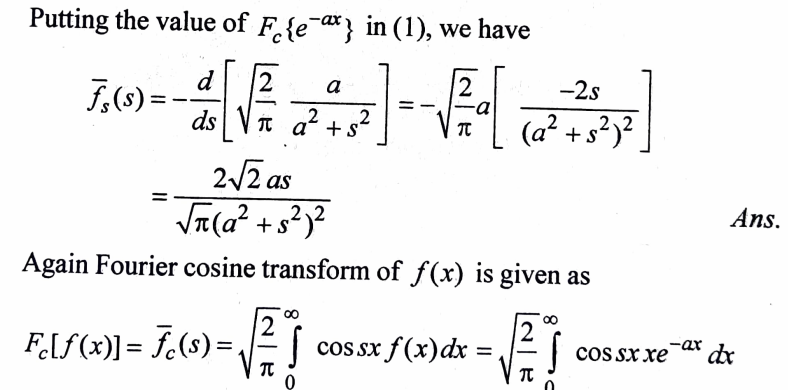 Putting the value of F_c{e^{-ax}} in (1), we have
f̄_s(s) = -d/ds[√(2/π) a/(a² + s²)] = -√(2/π) a[-2s/(a² + s²)²]
= 2√2 as/(√π(a² + s²)²) Ans.
Again Fourier cosine transform of f(x) is given as
F_c[f(x)] = f̄_c(s) = √(2/π) ∫₀^∞ cos sx f(x) dx = √(2/π) ∫₀^∞ cos sx xe^{-ax} dx